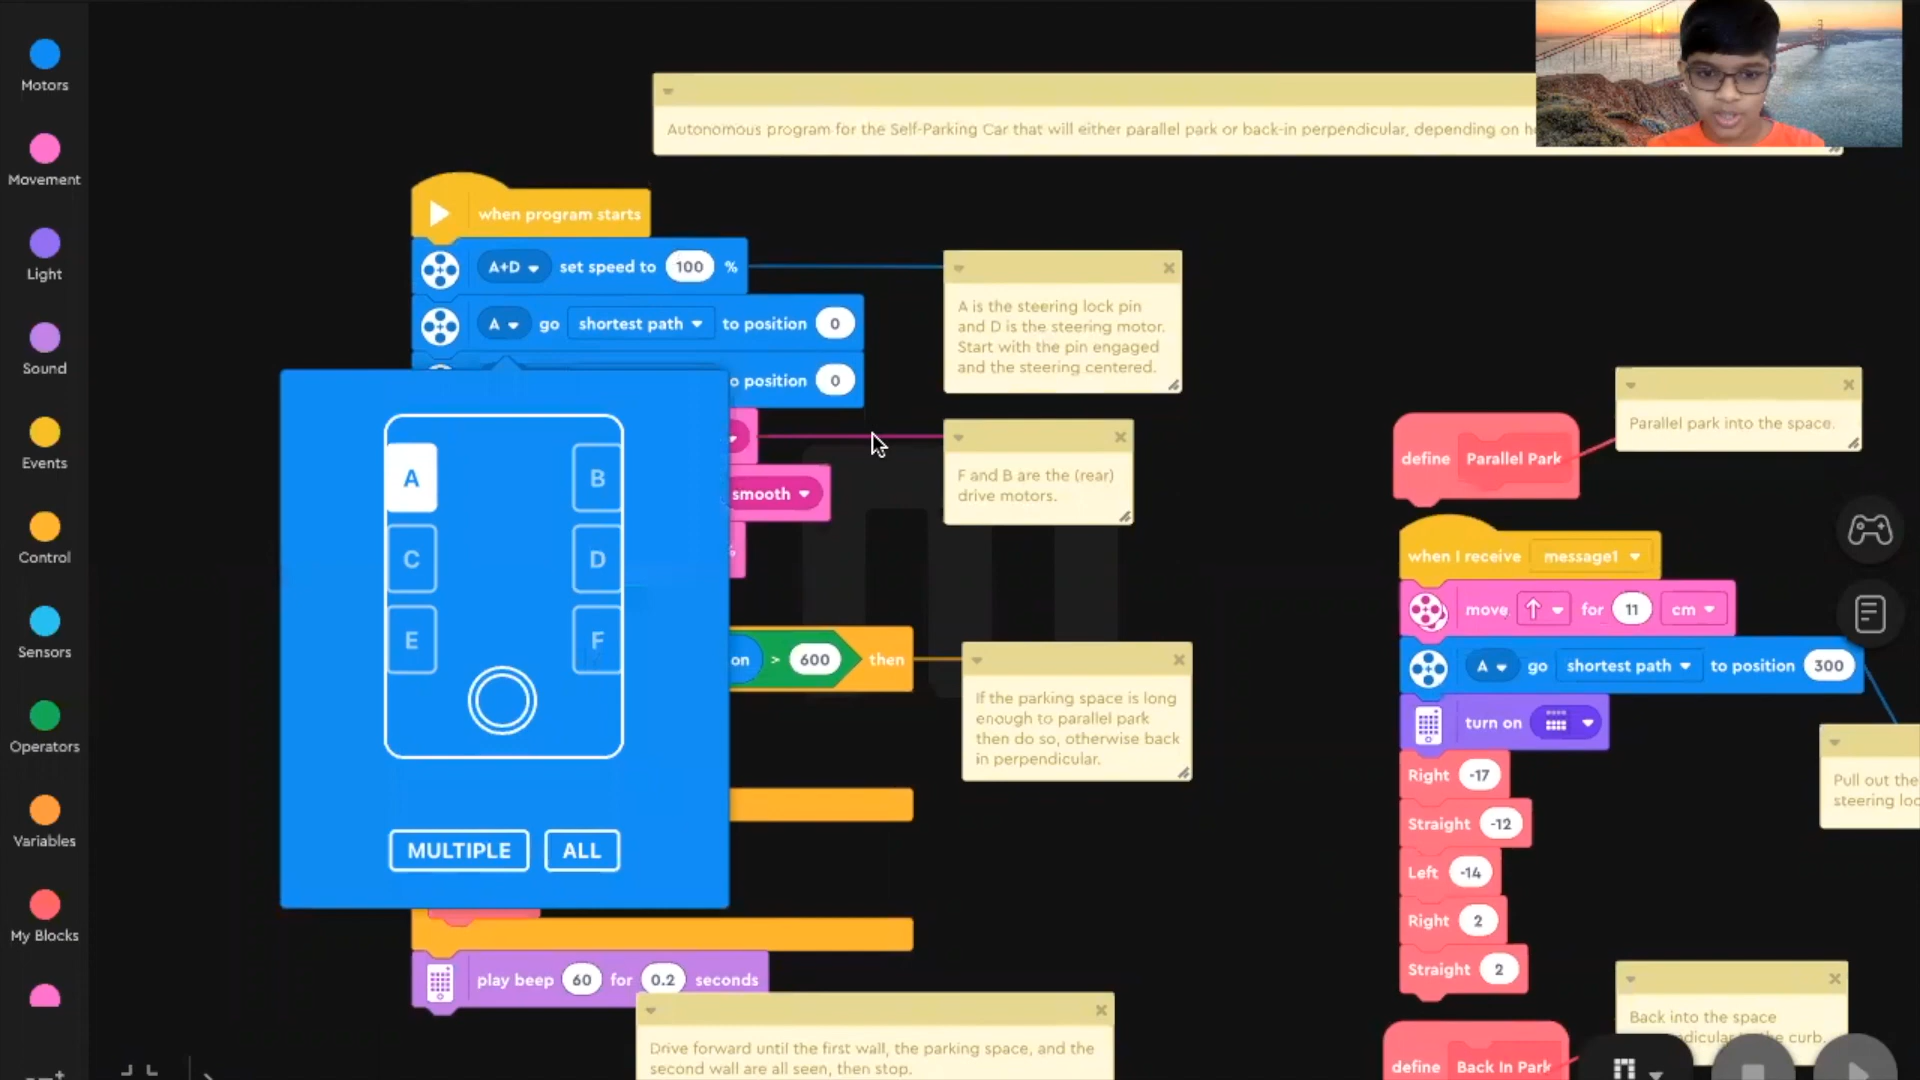 Motors
Movement
Light
Sound
Events
Control
Sensors
Operators
Variables
My Blocks
Autonomous program for the Self-Parking Car that will either parallel park or back-in perpendicular, depending on
when program starts
A+D set speed to 100 %
A go shortest path to position 0
position 0
smooth
on > 600 then
A
B
C
D
E
F
MULTIPLE
ALL
play beep 60 for 0.2 seconds
A is the steering lock pin
and D is the steering motor.
Start with the pin engaged
and the steering centered.
F and B are the (rear)
drive motors.
If the parking space is long
enough to parallel park
then do so, otherwise back
in perpendicular.
Drive forward until the first wall, the parking space, and the
second wall are all seen, then stop.
define Parallel Park
Parallel park into the space.
when I receive message1
move for 11 cm
A go shortest path to position 300
turn on
Right -17
Straight -12
Left -14
Right 2
Straight 2
Pull out the
steering
define Back In Park
Back into the space
curb.